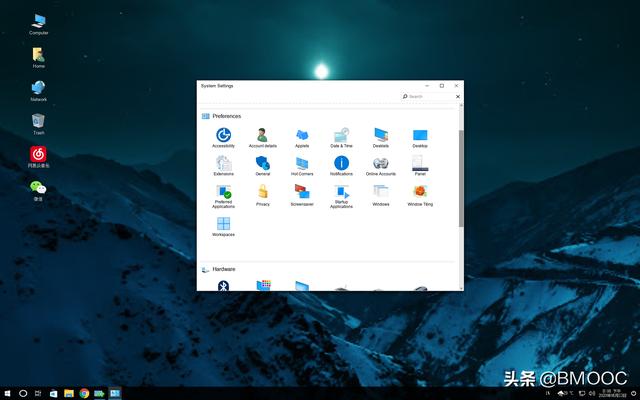 Computer
Home
Network
Trash
网易云音乐
微信
System Settings
Search
Preferences
Accessibility
Account details
Applets
Date & Time
Desklets
Desktop
Extensions
General
Hot Corners
Notifications
Online Accounts
Panel
Preferred Applications
Privacy
Screensaver
Startup Applications
Windows
Window Tiling
Workspaces
Hardware
头条 @BMOOC